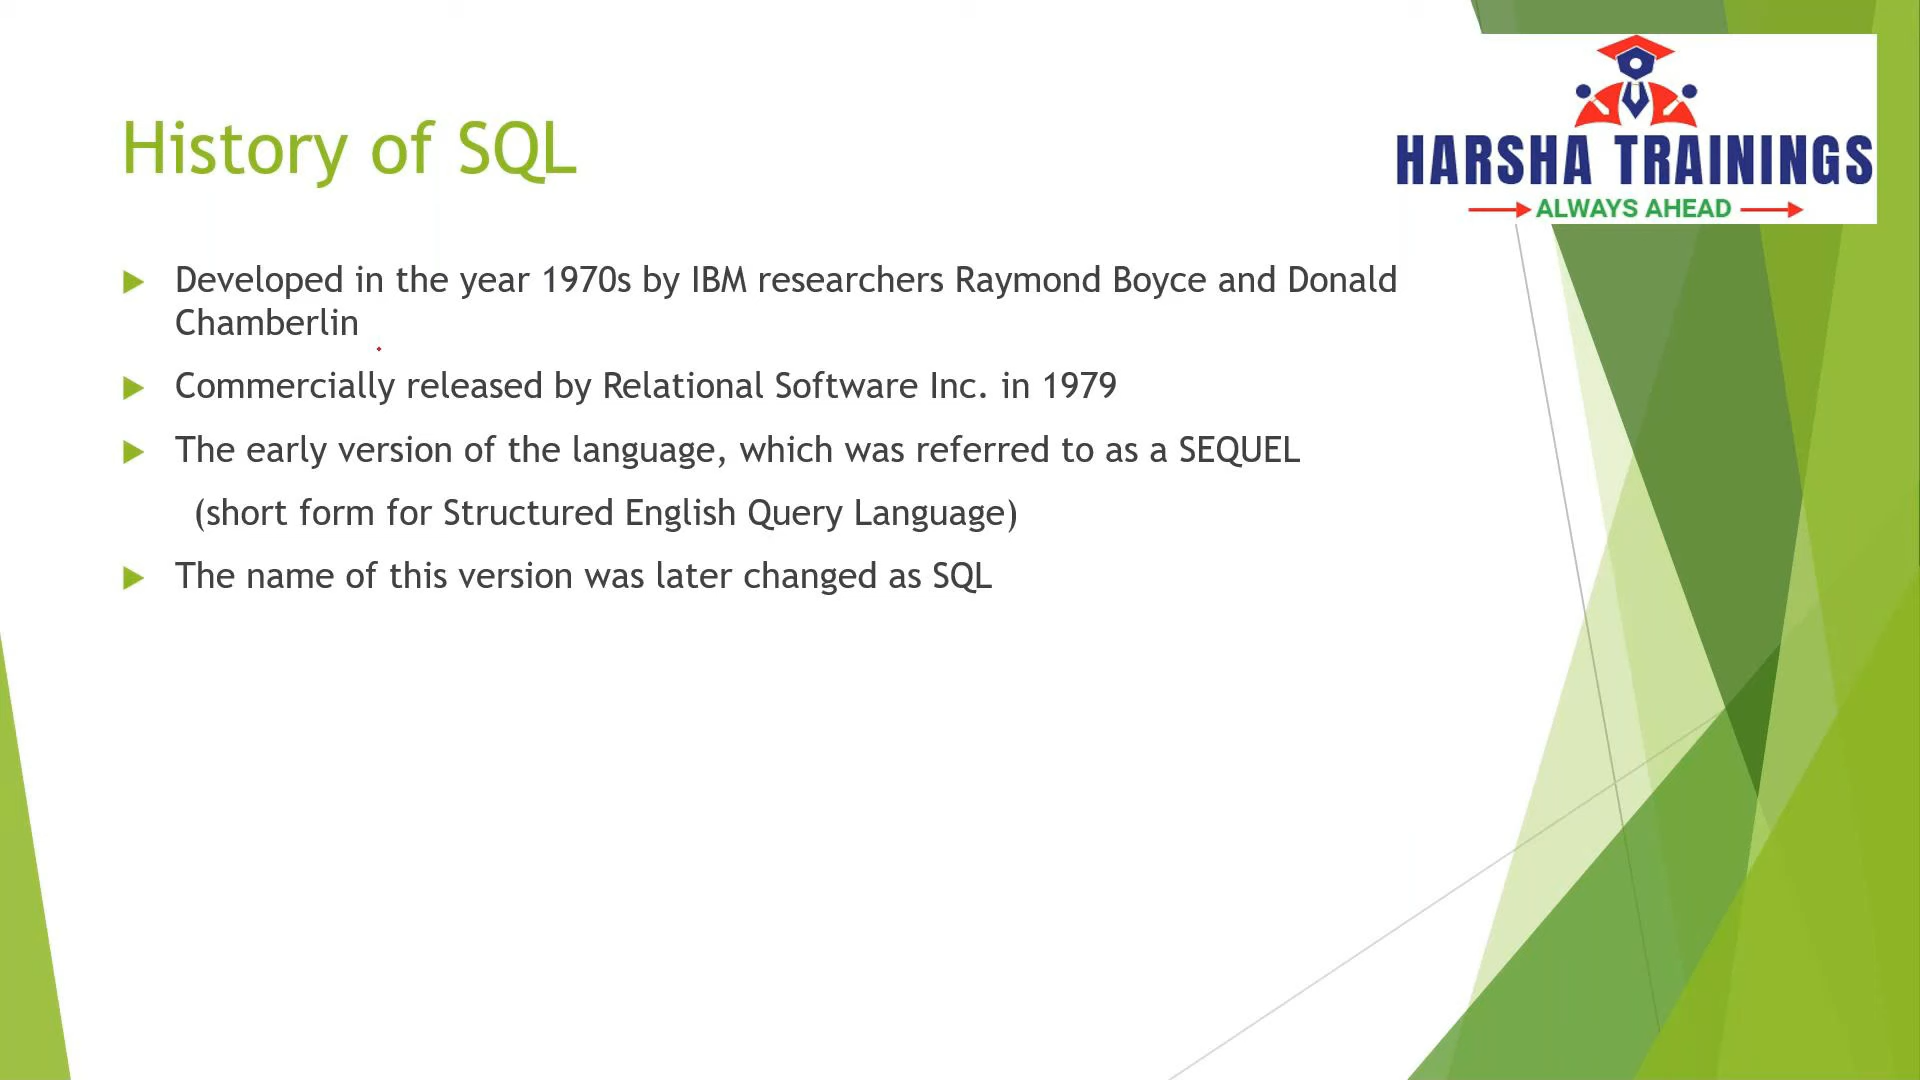 History of SQL
HARSHA TRAININGS
ALWAYS AHEAD
Developed in the year 1970s by IBM researchers Raymond Boyce and Donald
Chamberlin
Commercially released by Relational Software Inc. in 1979
The early version of the language, which was referred to as a SEQUEL
(short form for Structured English Query Language)
The name of this version was later changed as SQL